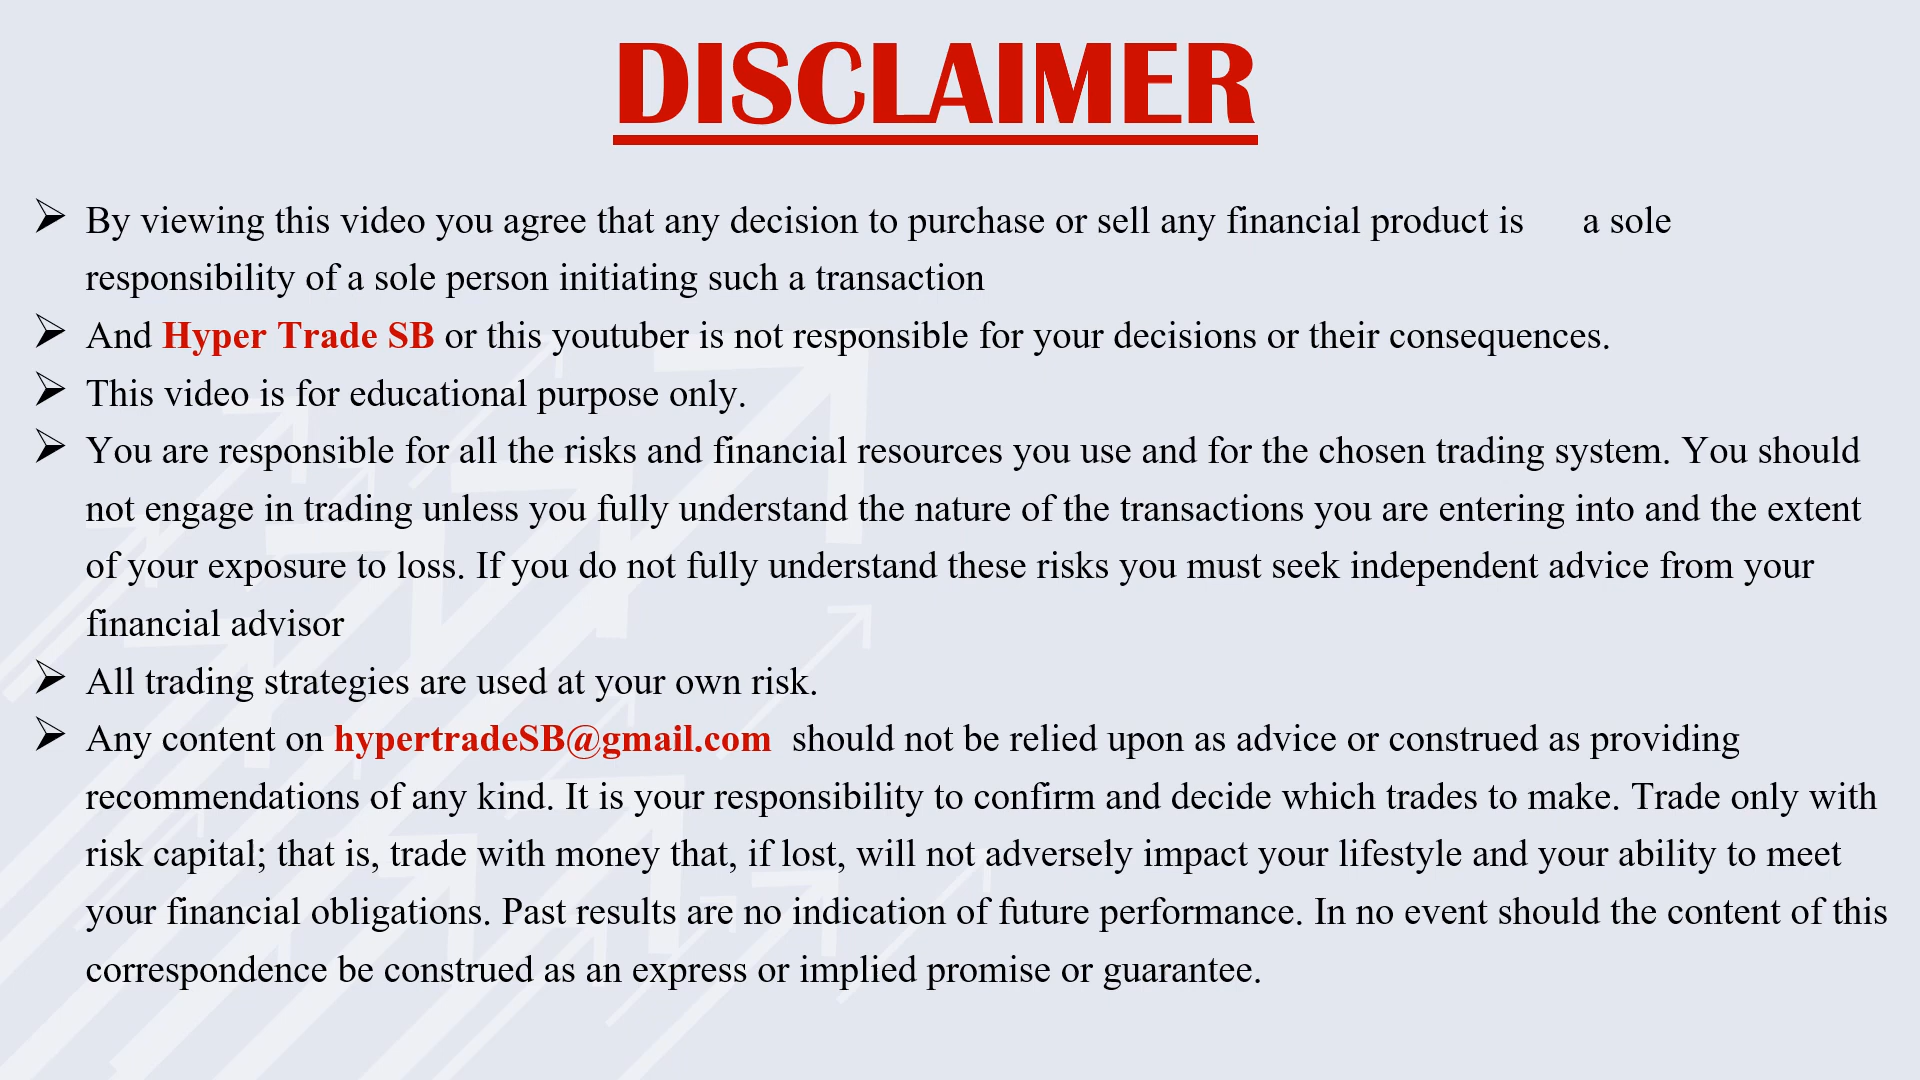 DISCLAIMER
➢ By viewing this video you agree that any decision to purchase or sell any financial product is a sole
responsibility of a sole person initiating such a transaction
➢ And Hyper Trade SB or this youtuber is not responsible for your decisions or their consequences.
➢ This video is for educational purpose only.
➢ You are responsible for all the risks and financial resources you use and for the chosen trading system. You should
not engage in trading unless you fully understand the nature of the transactions you are entering into and the extent
of your exposure to loss. If you do not fully understand these risks you must seek independent advice from your
financial advisor
➢ All trading strategies are used at your own risk.
➢ Any content on hypertradeSB@gmail.com should not be relied upon as advice or construed as providing
recommendations of any kind. It is your responsibility to confirm and decide which trades to make. Trade only with
risk capital; that is, trade with money that, if lost, will not adversely impact your lifestyle and your ability to meet
your financial obligations. Past results are no indication of future performance. In no event should the content of this
correspondence be construed as an express or implied promise or guarantee.